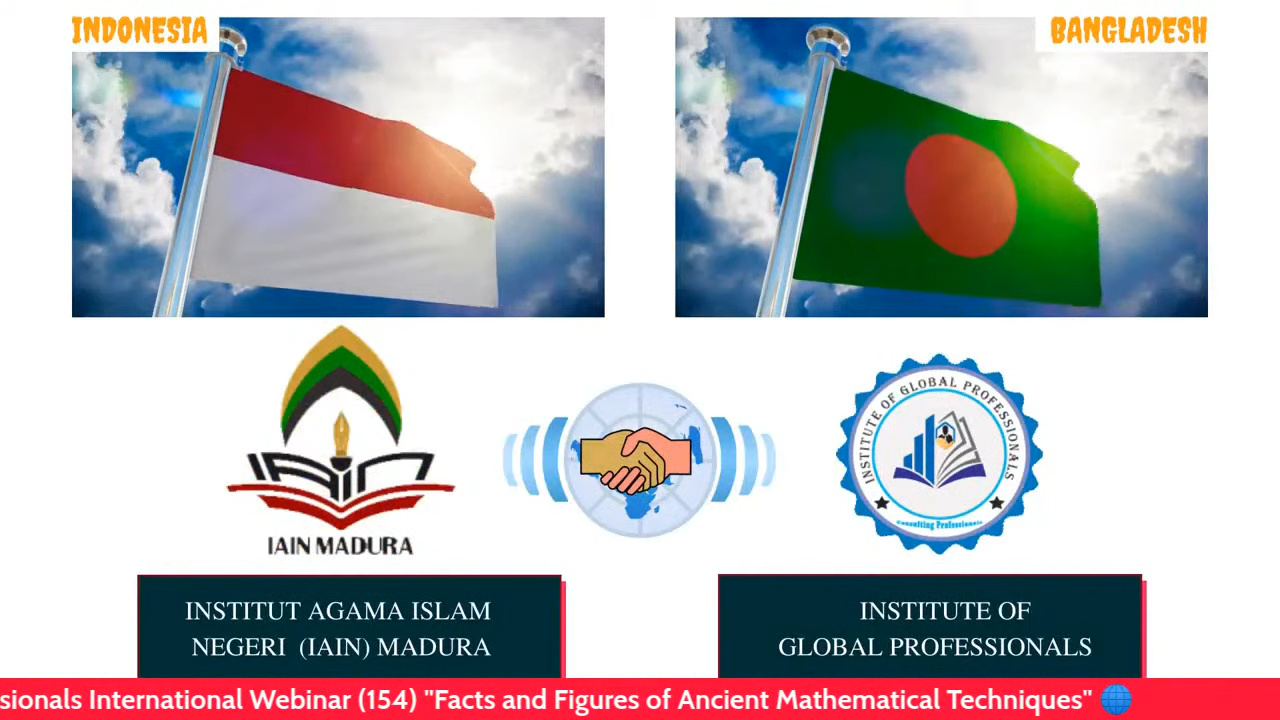 INDONESIA
BANGLADESH
IAIN
IAIN MADURA
INSTITUTE OF GLOBAL PROFESSIONALS
Consulting Professionals
INSTITUT AGAMA ISLAM
NEGERI (IAIN) MADURA
INSTITUTE OF
GLOBAL PROFESSIONALS
sionals International Webinar (154) "Facts and Figures of Ancient Mathematical Techniques"